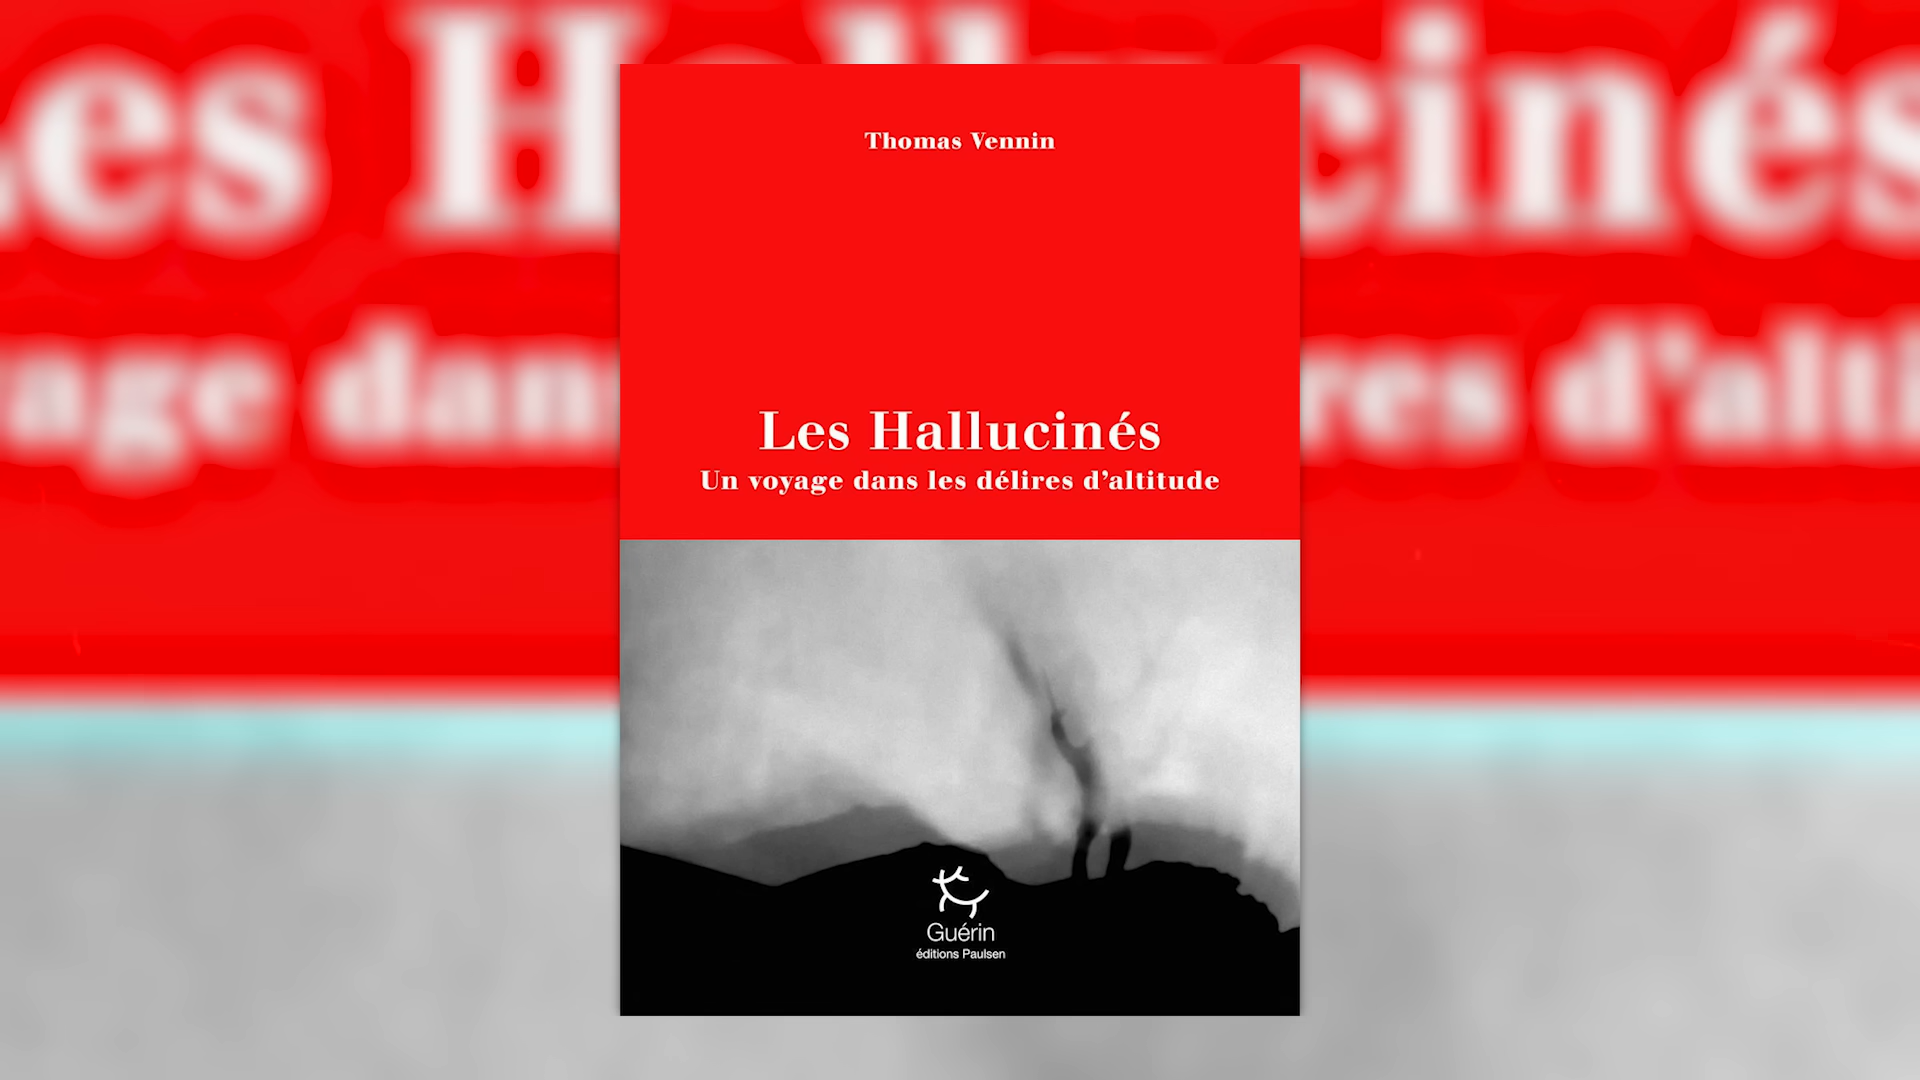 Thomas Vennin
Les Hallucinés
Un voyage dans les délires d'altitude
Guérin
éditions Paulsen